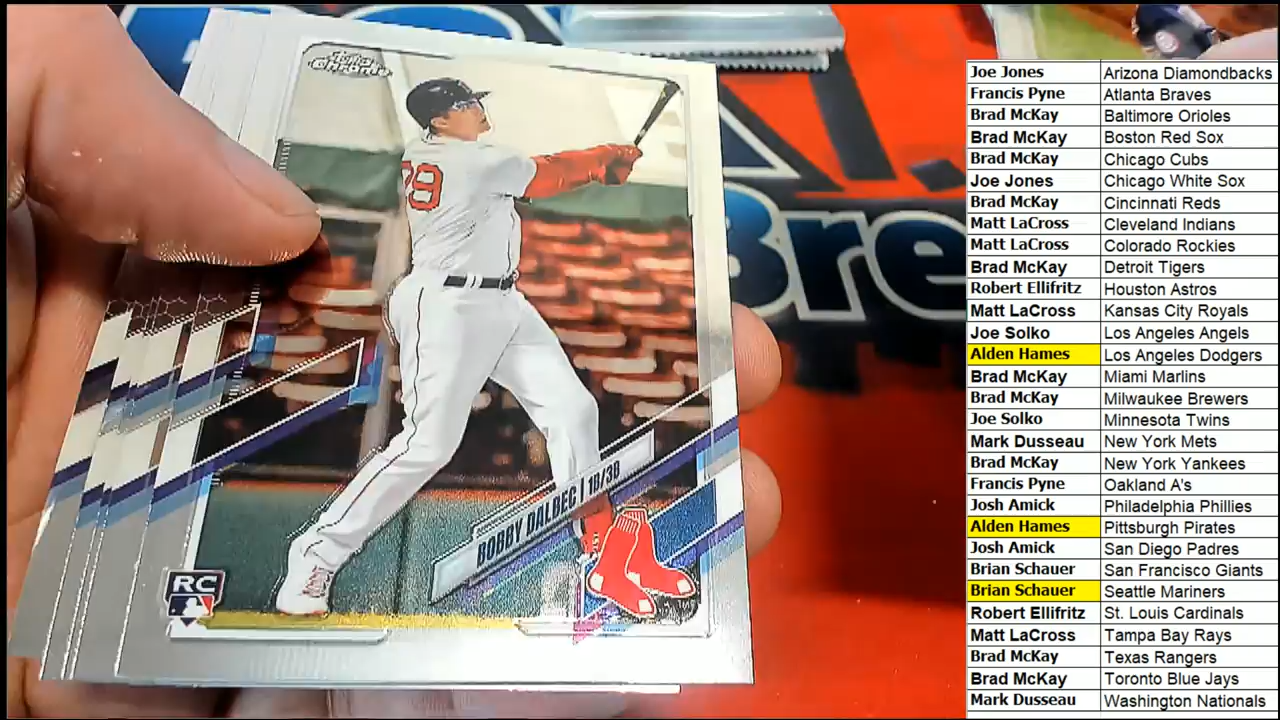 Topps
Chrome
79
BOBBY DALBEC | 1B/3B
RC
Bre
Joe Jones Arizona Diamondbacks
Francis Pyne Atlanta Braves
Brad McKay Baltimore Orioles
Brad McKay Boston Red Sox
Brad McKay Chicago Cubs
Joe Jones Chicago White Sox
Brad McKay Cincinnati Reds
Matt LaCross Cleveland Indians
Matt LaCross Colorado Rockies
Brad McKay Detroit Tigers
Robert Ellifritz Houston Astros
Matt LaCross Kansas City Royals
Joe Solko Los Angeles Angels
Alden Hames Los Angeles Dodgers
Brad McKay Miami Marlins
Brad McKay Milwaukee Brewers
Joe Solko Minnesota Twins
Mark Dusseau New York Mets
Brad McKay New York Yankees
Francis Pyne Oakland A's
Josh Amick Philadelphia Phillies
Alden Hames Pittsburgh Pirates
Josh Amick San Diego Padres
Brian Schauer San Francisco Giants
Brian Schauer Seattle Mariners
Robert Ellifritz St. Louis Cardinals
Matt LaCross Tampa Bay Rays
Brad McKay Texas Rangers
Brad McKay Toronto Blue Jays
Mark Dusseau Washington Nationals